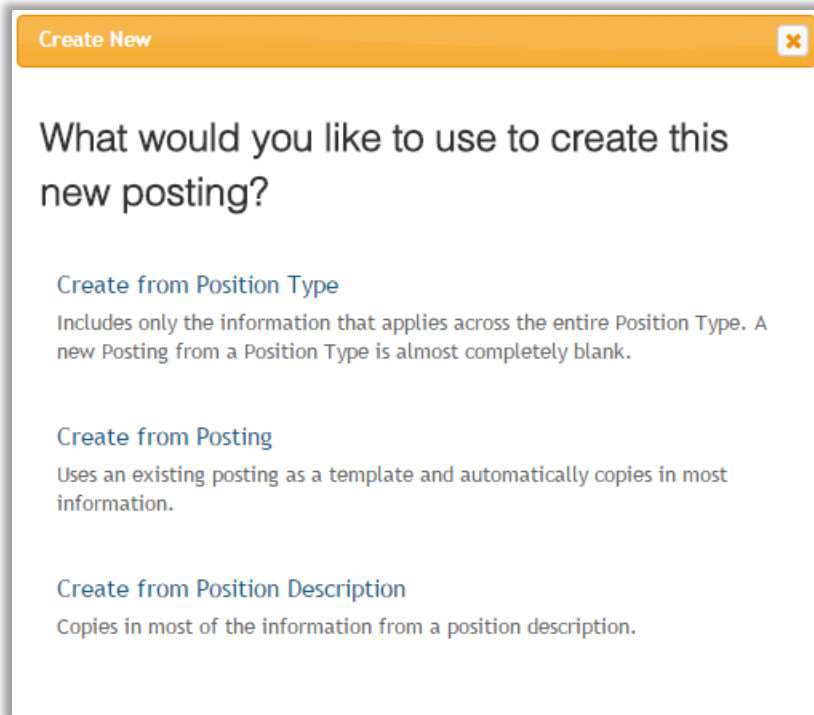 Create New
What would you like to use to create this
new posting?
Create from Position Type
Includes only the information that applies across the entire Position Type. A
new Posting from a Position Type is almost completely blank.
Create from Posting
Uses an existing posting as a template and automatically copies in most
information.
Create from Position Description
Copies in most of the information from a position description.